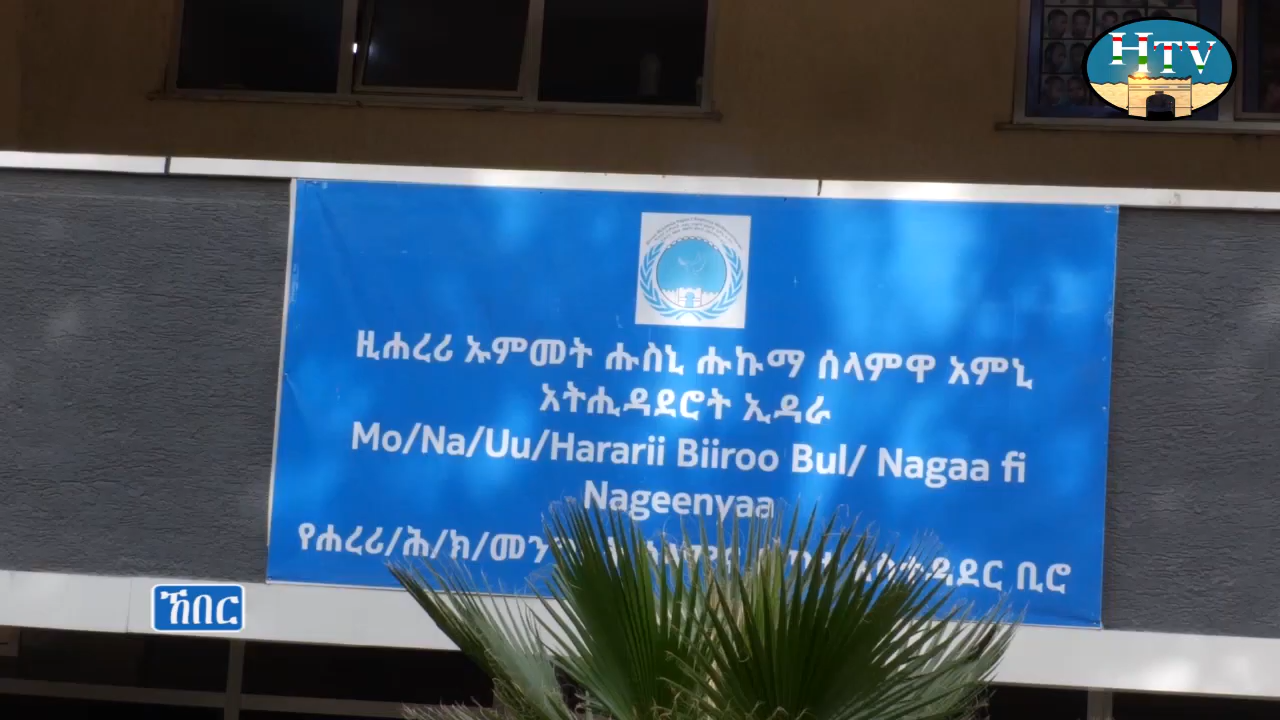 HTV
ዚሐረሪ ኡምመት ሑስኒ ሑኩማ ሰላምዋ አምኒ
አትሒዳደሮት ኢዳራ
Mo/Na/Uu/Hararii Biiroo Bul/ Nagaa fi
Nageenyaa
የሐረሪ/ሕ/ክ/መን ቢሮ
ኸበር